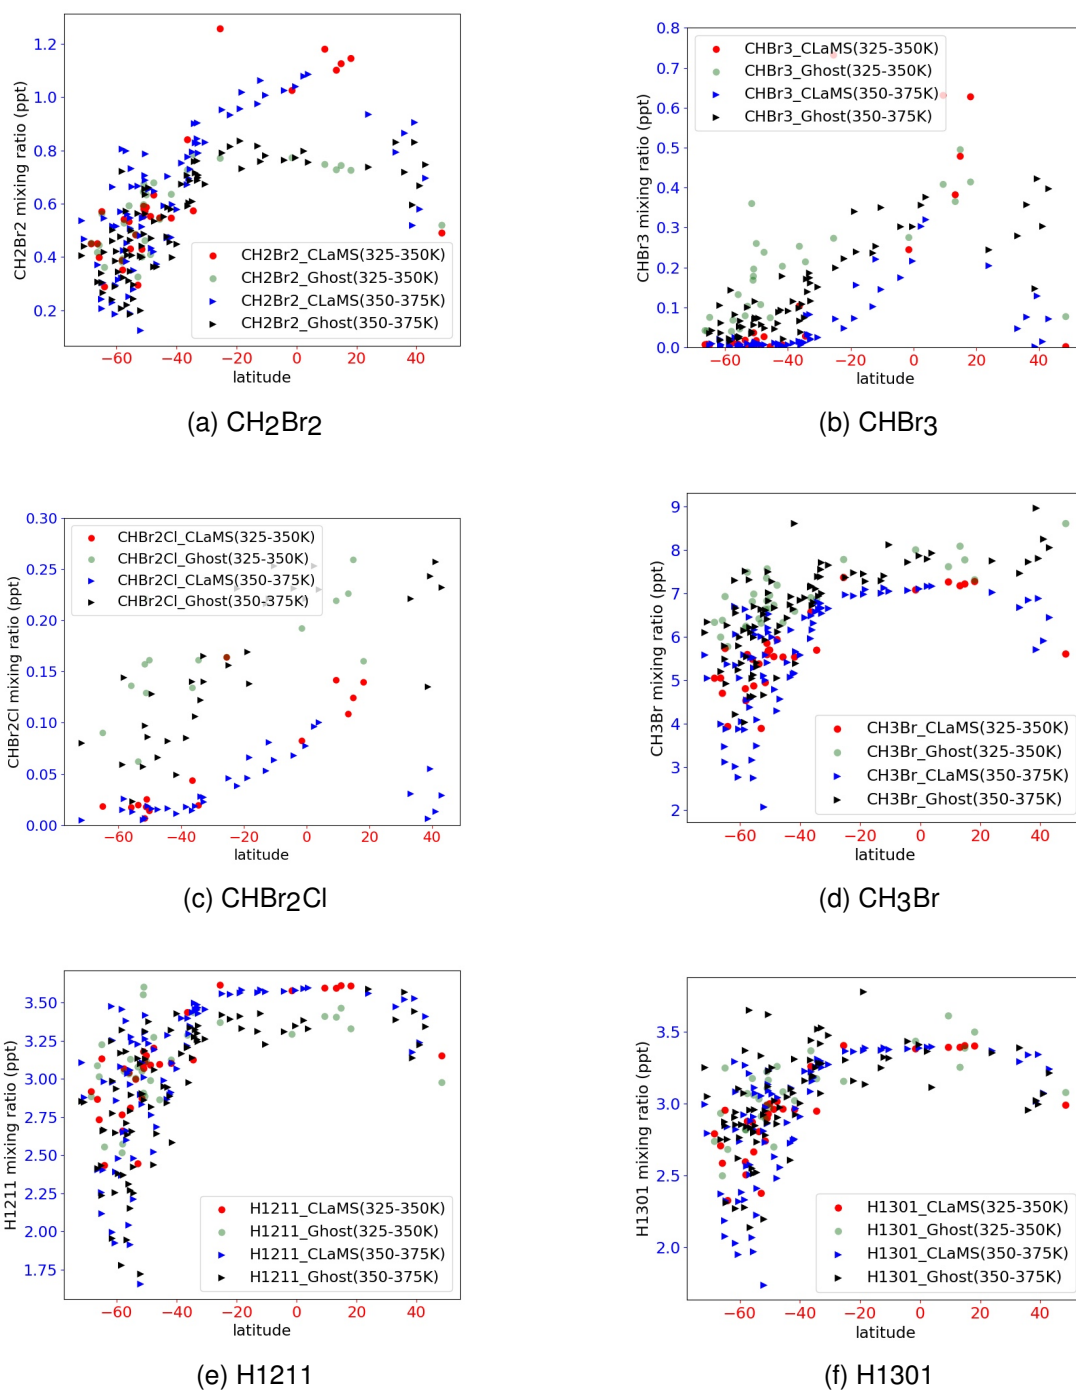 1.2
1.0
0.8
0.6
0.4
0.2
CH2Br2 mixing ratio (ppt)
CH2Br2_CLaMS(325-350K)
CH2Br2_Ghost(325-350K)
CH2Br2_CLaMS(350-375K)
CH2Br2_Ghost(350-375K)
−60 −40 −20 0 20 40
latitude
(a) CH2Br2
0.8
0.7
0.6
0.5
0.4
0.3
0.2
0.1
0.0
CHBr3 mixing ratio (ppt)
CHBr3_CLaMS(325-350K)
CHBr3_Ghost(325-350K)
CHBr3_CLaMS(350-375K)
CHBr3_Ghost(350-375K)
−60 −40 −20 0 20 40
latitude
(b) CHBr3
0.30
0.25
0.20
0.15
0.10
0.05
0.00
CHBr2Cl mixing ratio (ppt)
CHBr2Cl_CLaMS(325-350K)
CHBr2Cl_Ghost(325-350K)
CHBr2Cl_CLaMS(350-375K)
CHBr2Cl_Ghost(350-375K)
−60 −40 −20 0 20 40
latitude
(c) CHBr2Cl
9
8
7
6
5
4
3
2
CH3Br mixing ratio (ppt)
CH3Br_CLaMS(325-350K)
CH3Br_Ghost(325-350K)
CH3Br_CLaMS(350-375K)
CH3Br_Ghost(350-375K)
−60 −40 −20 0 20 40
latitude
(d) CH3Br
3.50
3.25
3.00
2.75
2.50
2.25
2.00
1.75
H1211 mixing ratio (ppt)
H1211_CLaMS(325-350K)
H1211_Ghost(325-350K)
H1211_CLaMS(350-375K)
H1211_Ghost(350-375K)
−60 −40 −20 0 20 40
latitude
(e) H1211
3.5
3.0
2.5
2.0
H1301 mixing ratio (ppt)
H1301_CLaMS(325-350K)
H1301_Ghost(325-350K)
H1301_CLaMS(350-375K)
H1301_Ghost(350-375K)
−60 −40 −20 0 20 40
latitude
(f) H1301